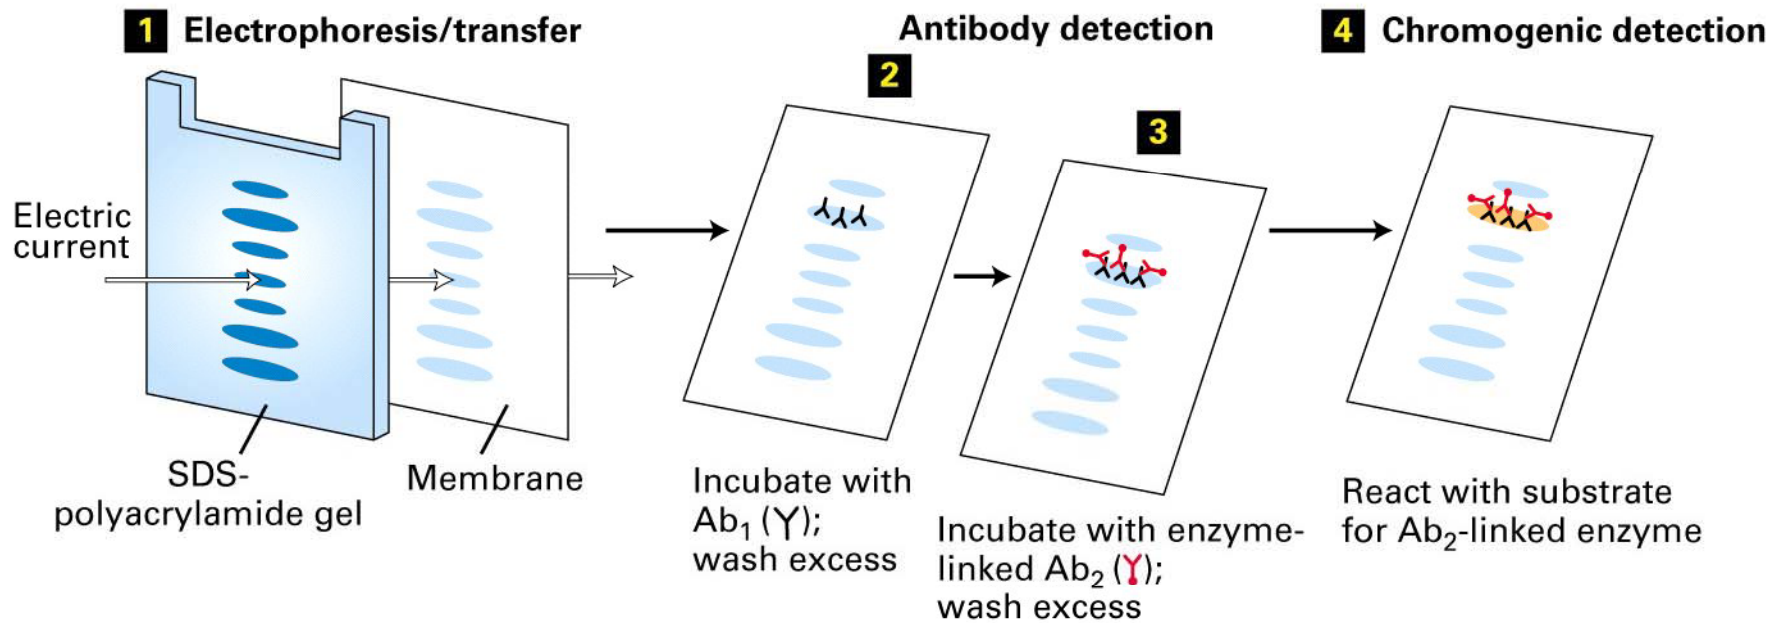 1 Electrophoresis/transfer
Electric
current
SDS-
polyacrylamide gel
Membrane
Antibody detection
2
Incubate with
Ab₁ (Y);
wash excess
3
Incubate with enzyme-
linked Ab₂ (Y);
wash excess
4 Chromogenic detection
React with substrate
for Ab₂-linked enzyme